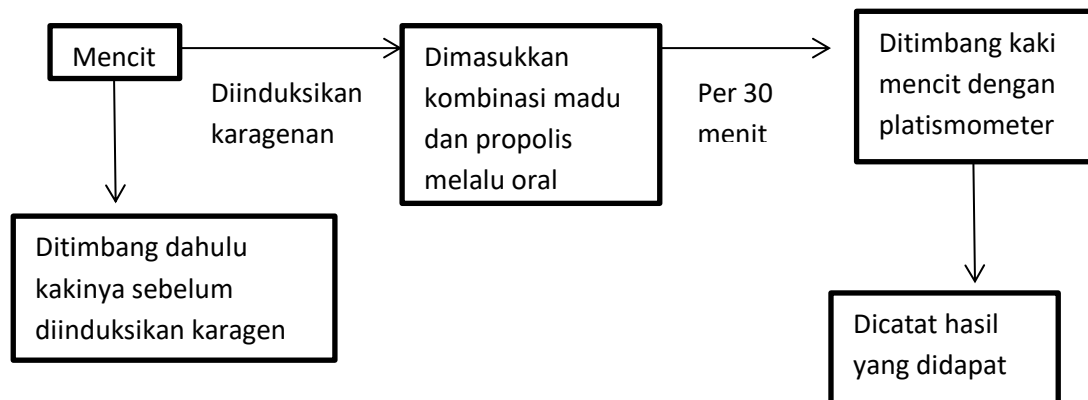 Mencit
Diinduksikan
karagenan
Dimasukkan
kombinasi madu
dan propolis
melalu oral
Per 30
menit
Ditimbang kaki
mencit dengan
platismometer
Ditimbang dahulu
kakinya sebelum
diinduksikan karagen
Dicatat hasil
yang didapat